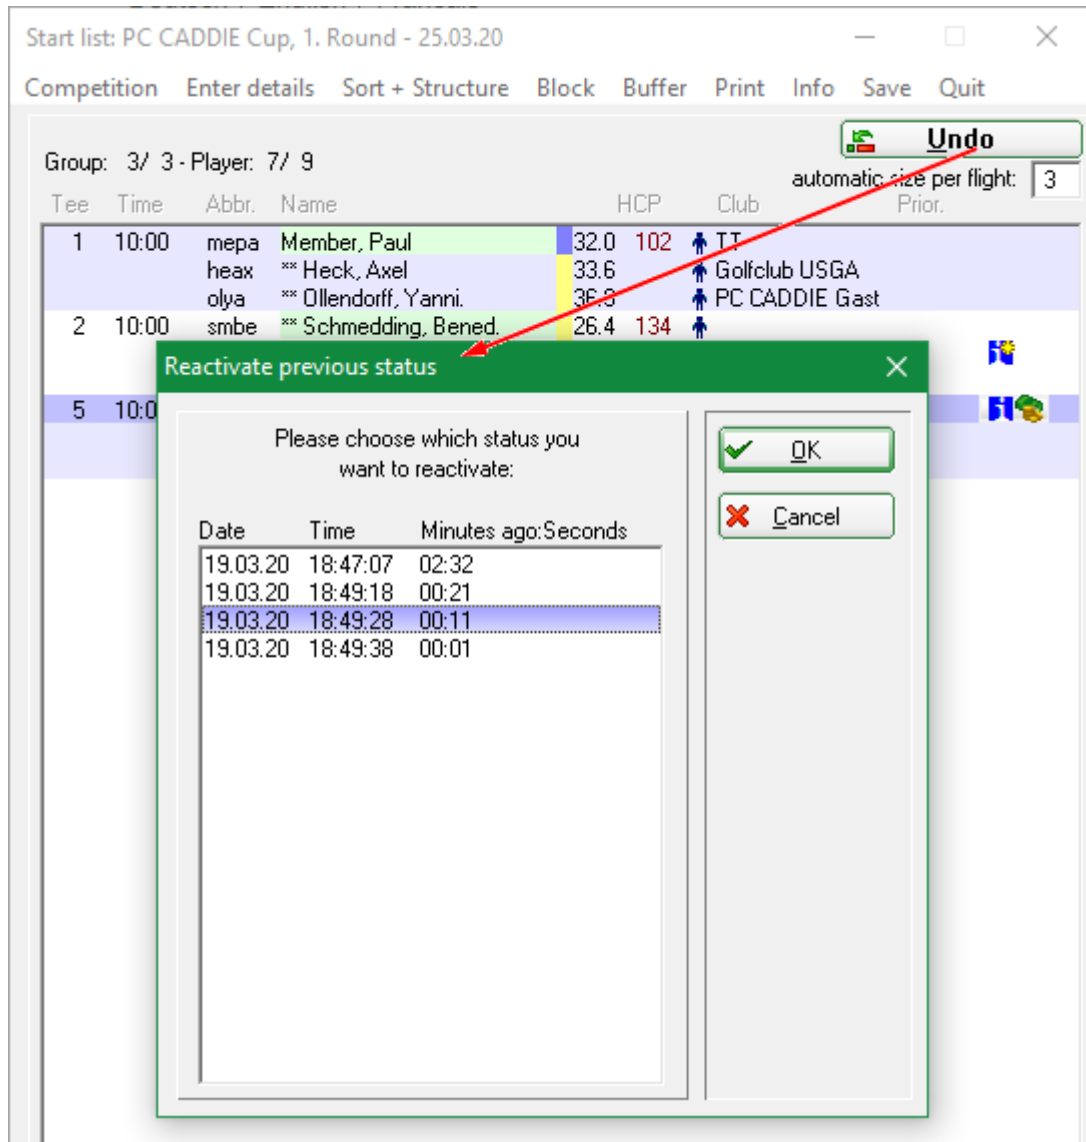 Start list: PC CADDIE Cup, 1. Round - 25.03.20
Competition Enter details Sort + Structure Block Buffer Print Info Save Quit
Undo
Group: 3/ 3 - Player: 7/ 9
automatic size per flight: 3
Tee Time Abbr. Name HCP Club Prior.
1 10:00 mepa Member, Paul 32.0 102 TT
heax ** Heck, Axel 33.6 Golfclub USGA
olya ** Ollendorff, Yanni. PC CADDIE Gast
2 10:00 smbe ** Schmedding, Bened. 26.4 134
Reactivate previous status
5 10:0
Please choose which status you
want to reactivate:
OK
Cancel
Date Time Minutes ago:Seconds
19.03.20 18:47:07 02:32
19.03.20 18:49:18 00:21
19.03.20 18:49:28 00:11
19.03.20 18:49:38 00:01